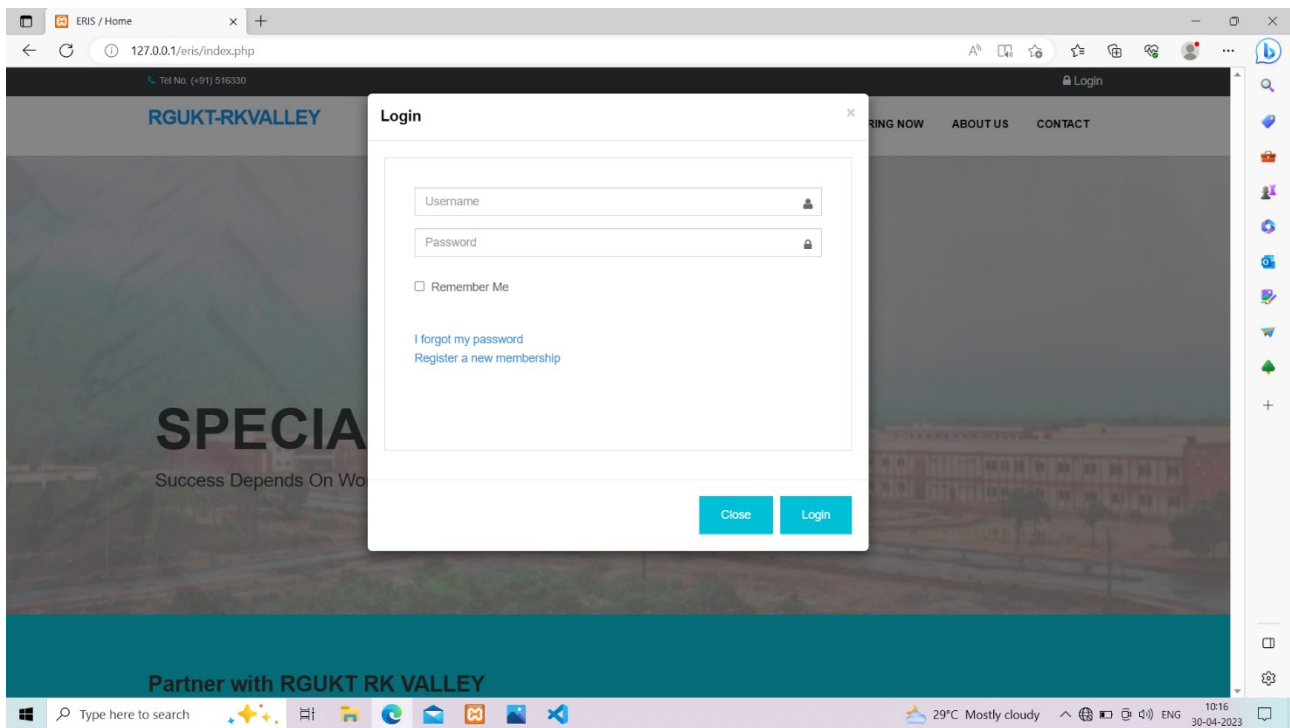 ERIS / Home
127.0.0.1/eris/index.php
Tel No. (+91) 516330
Login
RGUKT-RKVALLEY
RING NOW ABOUT US CONTACT
Login
Username
Password
Remember Me
I forgot my password
Register a new membership
SPECIA
Success Depends On Wo
Close Login
Partner with RGUKT RK VALLEY
Type here to search
29°C Mostly cloudy
ENG
10:16
30-04-2023